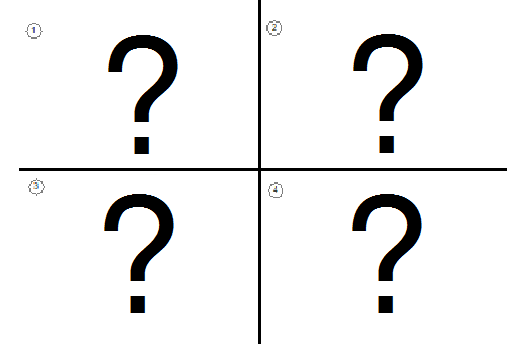 ① ? ② ?
③ ? ④ ?